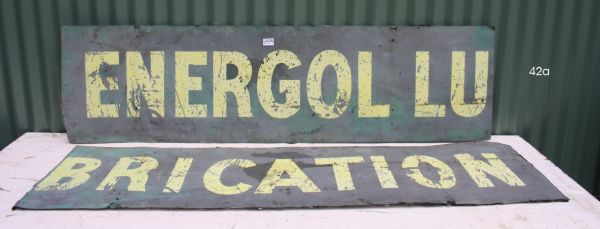 ENERGOL LU
42a
BRICATION